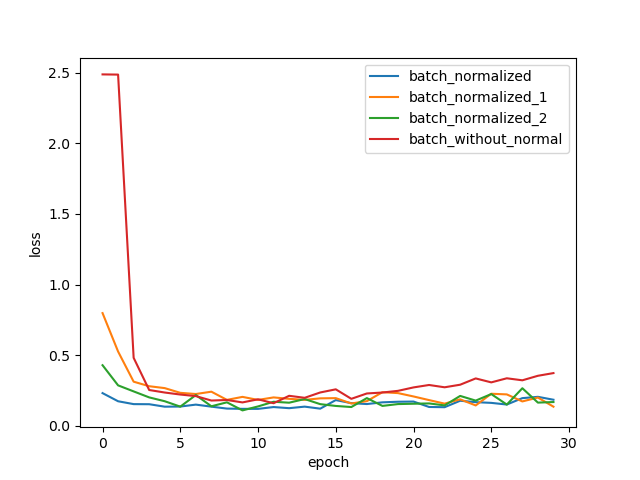 2.5
2.0
1.5
1.0
0.5
0.0
loss
batch_normalized
batch_normalized_1
batch_normalized_2
batch_without_normal
0 5 10 15 20 25 30
epoch